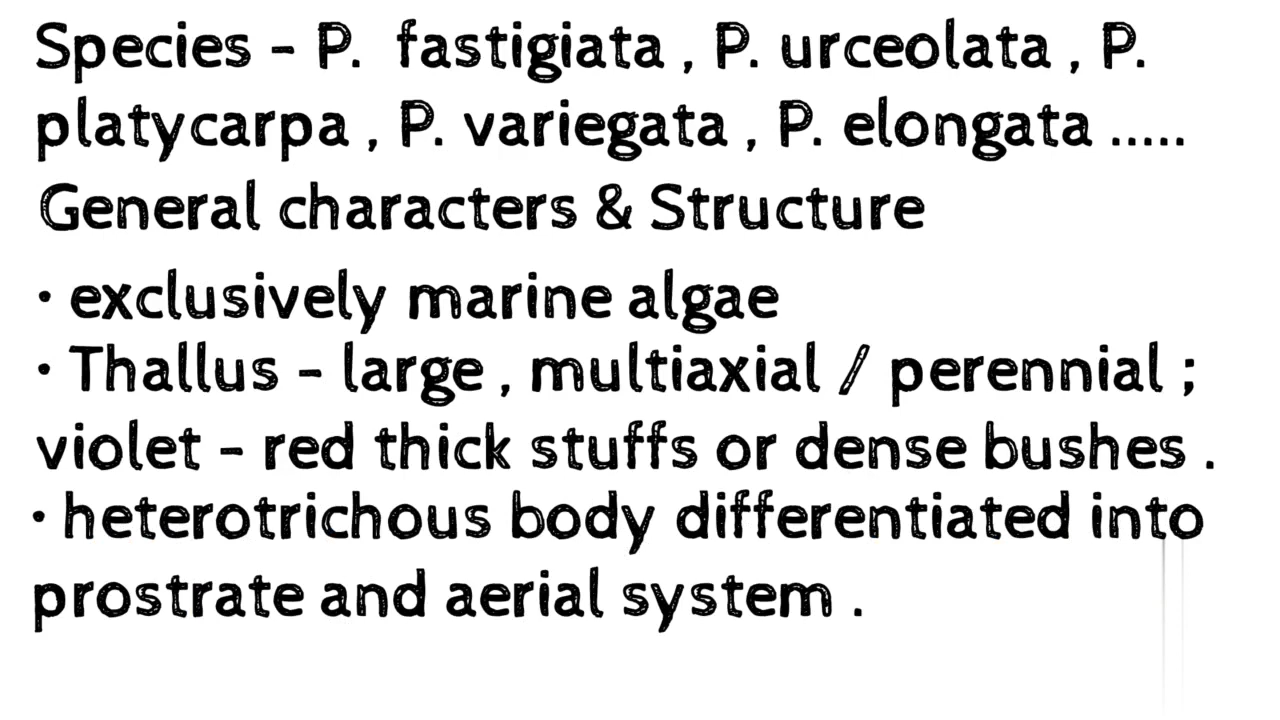 Species - P. fastigiata , P. urceolata , P.
platycarpa , P. variegata , P. elongata .....
General characters & Structure
• exclusively marine algae
• Thallus - large , multiaxial / perennial ;
violet - red thick stuffs or dense bushes .
• heterotrichous body differentiated into
prostrate and aerial system .